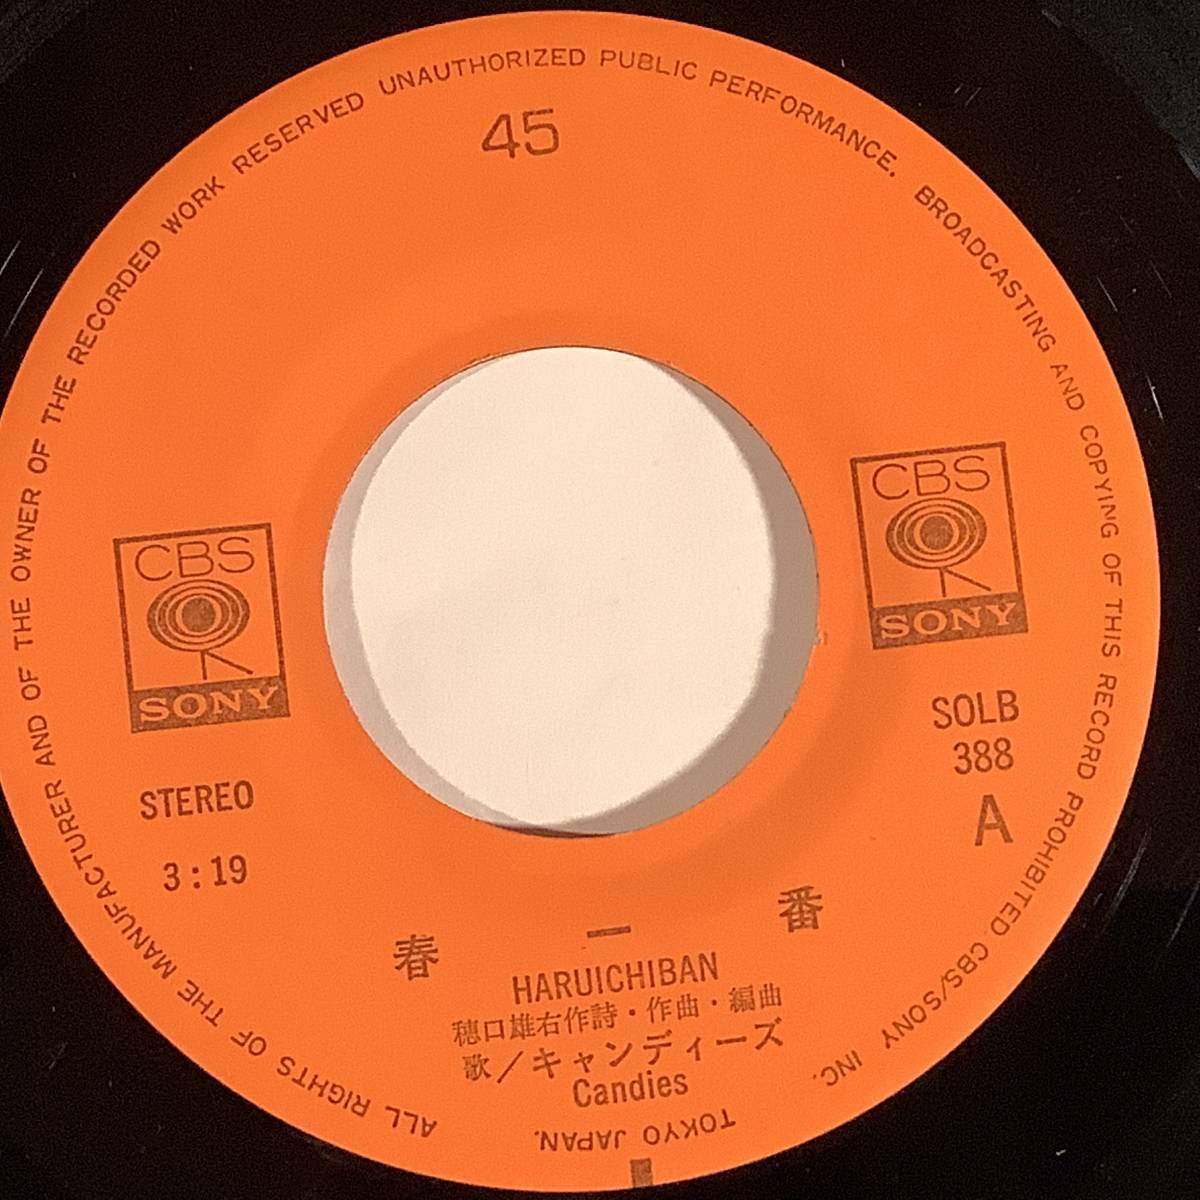 ALL RIGHTS OF THE MANUFACTURER AND OF THE OWNER OF THE RECORDED WORK RESERVED UNAUTHORIZED PUBLIC PERFORMANCE. BROADCASTING AND COPYING OF THIS RECORD PROHIBITED. CBS/SONY INC. TOKYO JAPAN.
45
CBS
SONY
CBS
SONY
STEREO
3:19
SOLB
388
A
春一番
HARUICHIBAN
穂口雄右作詩・作曲・編曲
歌/キャンディーズ
Candies